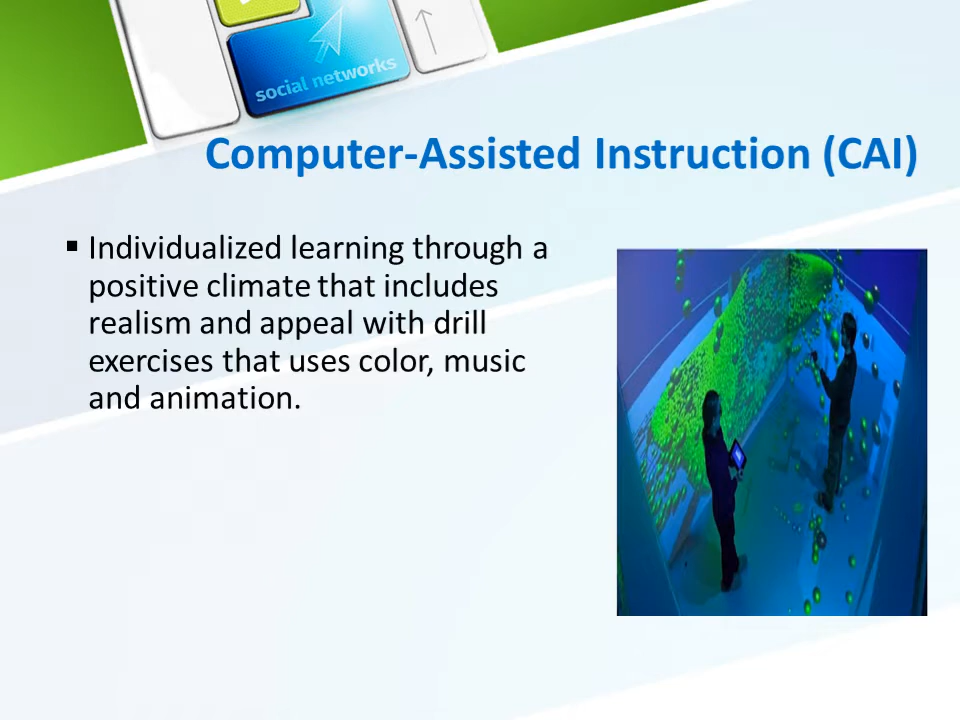 social networks
Computer-Assisted Instruction (CAI)
▪ Individualized learning through a
positive climate that includes
realism and appeal with drill
exercises that uses color, music
and animation.